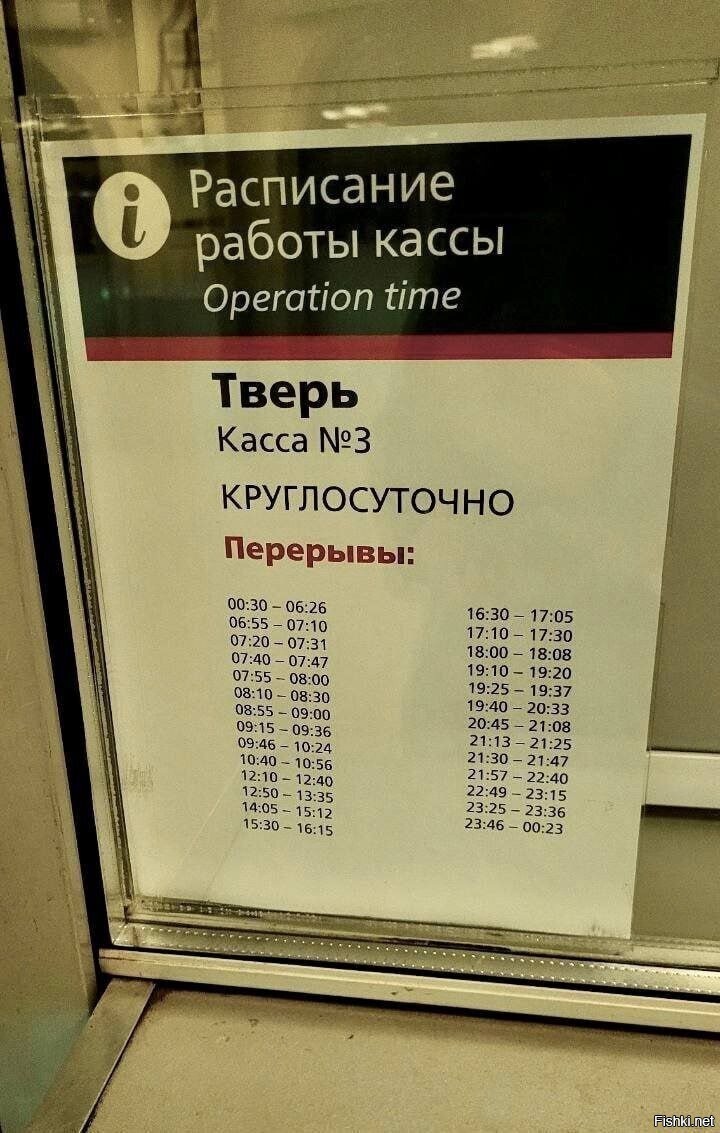 i
Расписание
работы кассы
Operation time
Тверь
Касса №3
КРУГЛОСУТОЧНО
Перерывы:
00:30 – 06:26
06:55 – 07:10
07:20 – 07:31
07:40 – 07:47
07:55 – 08:00
08:10 – 08:30
08:55 – 09:00
09:15 – 09:36
09:46 – 10:24
10:40 – 10:56
12:10 – 12:40
12:50 – 13:35
14:05 – 15:12
15:30 – 16:15
16:30 – 17:05
17:10 – 17:30
18:00 – 18:08
19:10 – 19:20
19:25 – 19:37
19:40 – 20:33
20:45 – 21:08
21:13 – 21:25
21:30 – 21:47
21:57 – 22:40
22:49 – 23:15
23:25 – 23:36
23:46 – 00:23
Fishki.net